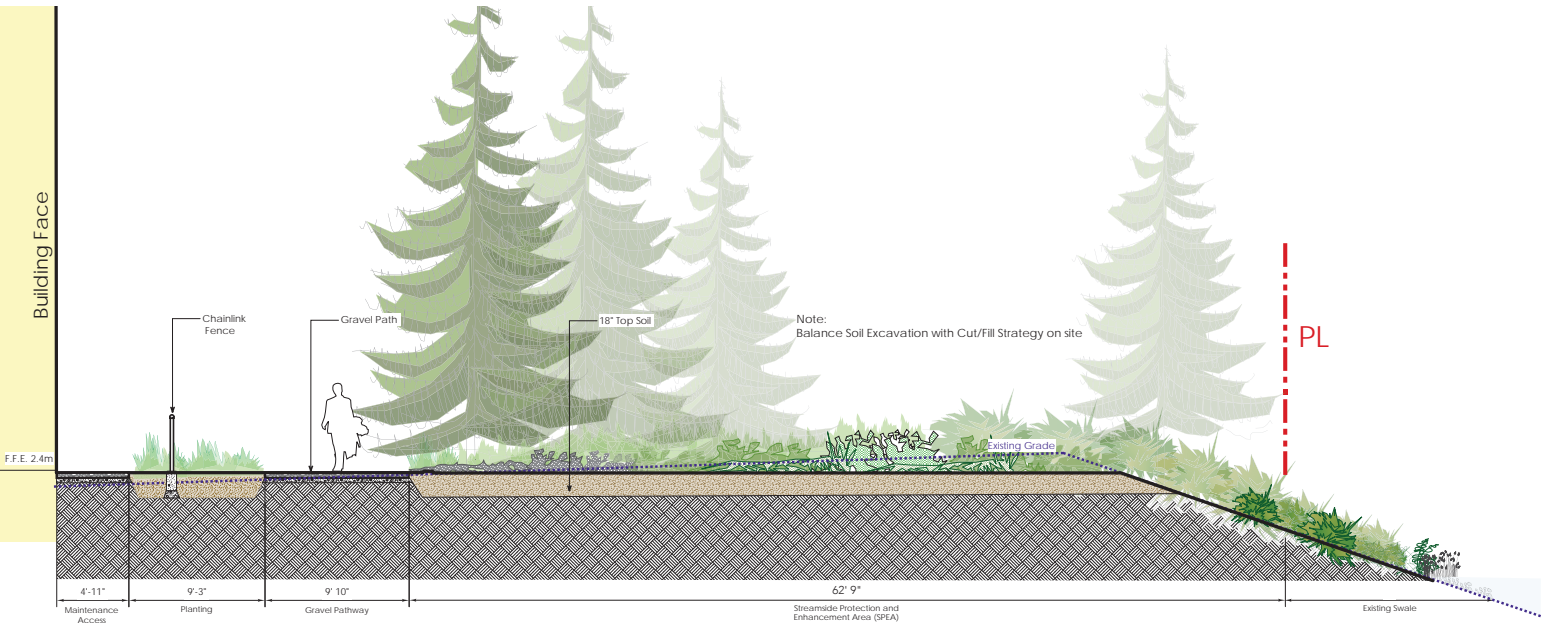 Building Face
Chainlink
Fence
Gravel Path
18" Top Soil
Note:
Balance Soil Excavation with Cut/Fill Strategy on site
PL
Existing Grade
F.F.E. 2.4m
4'-11"
9'-3"
9' 10"
62' 9"
Maintenance
Access
Planting
Gravel Pathway
Streamside Protection and
Enhancement Area (SPEA)
Existing Swale